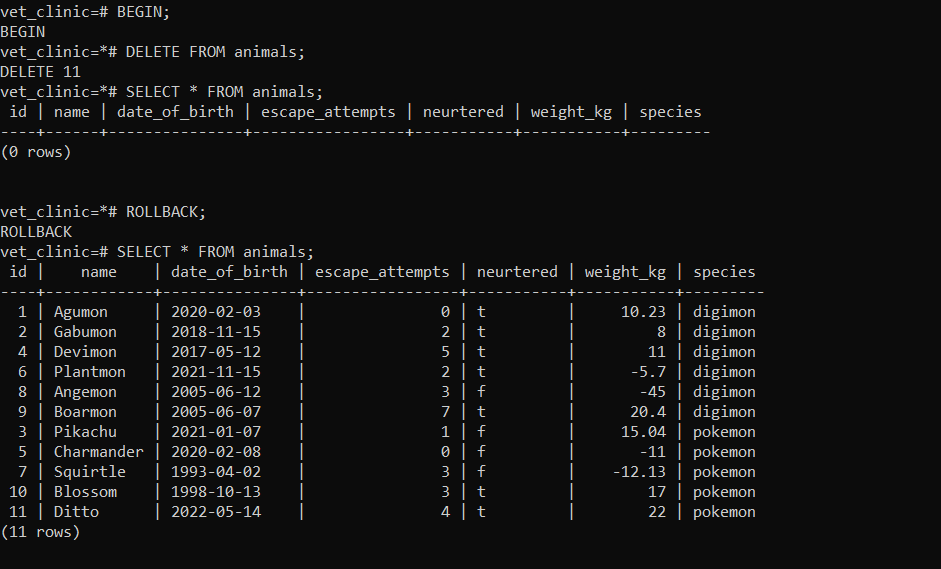 vet_clinic=# BEGIN;
BEGIN
vet_clinic=*# DELETE FROM animals;
DELETE 11
vet_clinic=*# SELECT * FROM animals;
 id | name | date_of_birth | escape_attempts | neurtered | weight_kg | species
----+------+---------------+-----------------+-----------+-----------+---------
(0 rows)
vet_clinic=*# ROLLBACK;
ROLLBACK
vet_clinic=# SELECT * FROM animals;
 id |    name    | date_of_birth | escape_attempts | neurtered | weight_kg | species
----+------------+---------------+-----------------+-----------+-----------+---------
  1 | Agumon     | 2020-02-03    |               0 | t         |     10.23 | digimon
  2 | Gabumon    | 2018-11-15    |               2 | t         |         8 | digimon
  4 | Devimon    | 2017-05-12    |               5 | t         |        11 | digimon
  6 | Plantmon   | 2021-11-15    |               2 | t         |      -5.7 | digimon
  8 | Angemon    | 2005-06-12    |               3 | f         |       -45 | digimon
  9 | Boarmon    | 2005-06-07    |               7 | t         |      20.4 | digimon
  3 | Pikachu    | 2021-01-07    |               1 | f         |     15.04 | pokemon
  5 | Charmander | 2020-02-08    |               0 | f         |       -11 | pokemon
  7 | Squirtle   | 1993-04-02    |               3 | f         |    -12.13 | pokemon
 10 | Blossom    | 1998-10-13    |               3 | t         |        17 | pokemon
 11 | Ditto      | 2022-05-14    |               4 | t         |        22 | pokemon
(11 rows)